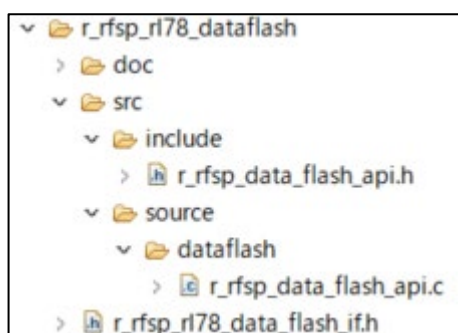 r_rfsp_rl78_dataflash
doc
src
include
r_rfsp_data_flash_api.h
source
dataflash
r_rfsp_data_flash_api.c
r_rfsp_rl78_data_flash_if.h